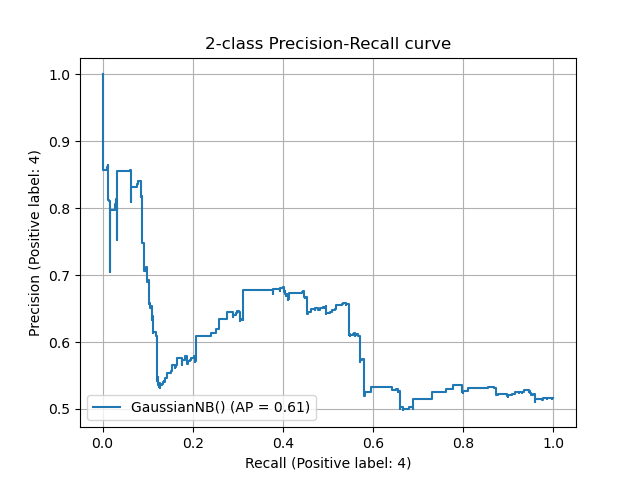 2-class Precision-Recall curve
1.0
0.9
0.8
0.7
0.6
0.5
Precision (Positive label: 4)
GaussianNB() (AP = 0.61)
0.0 0.2 0.4 0.6 0.8 1.0
Recall (Positive label: 4)